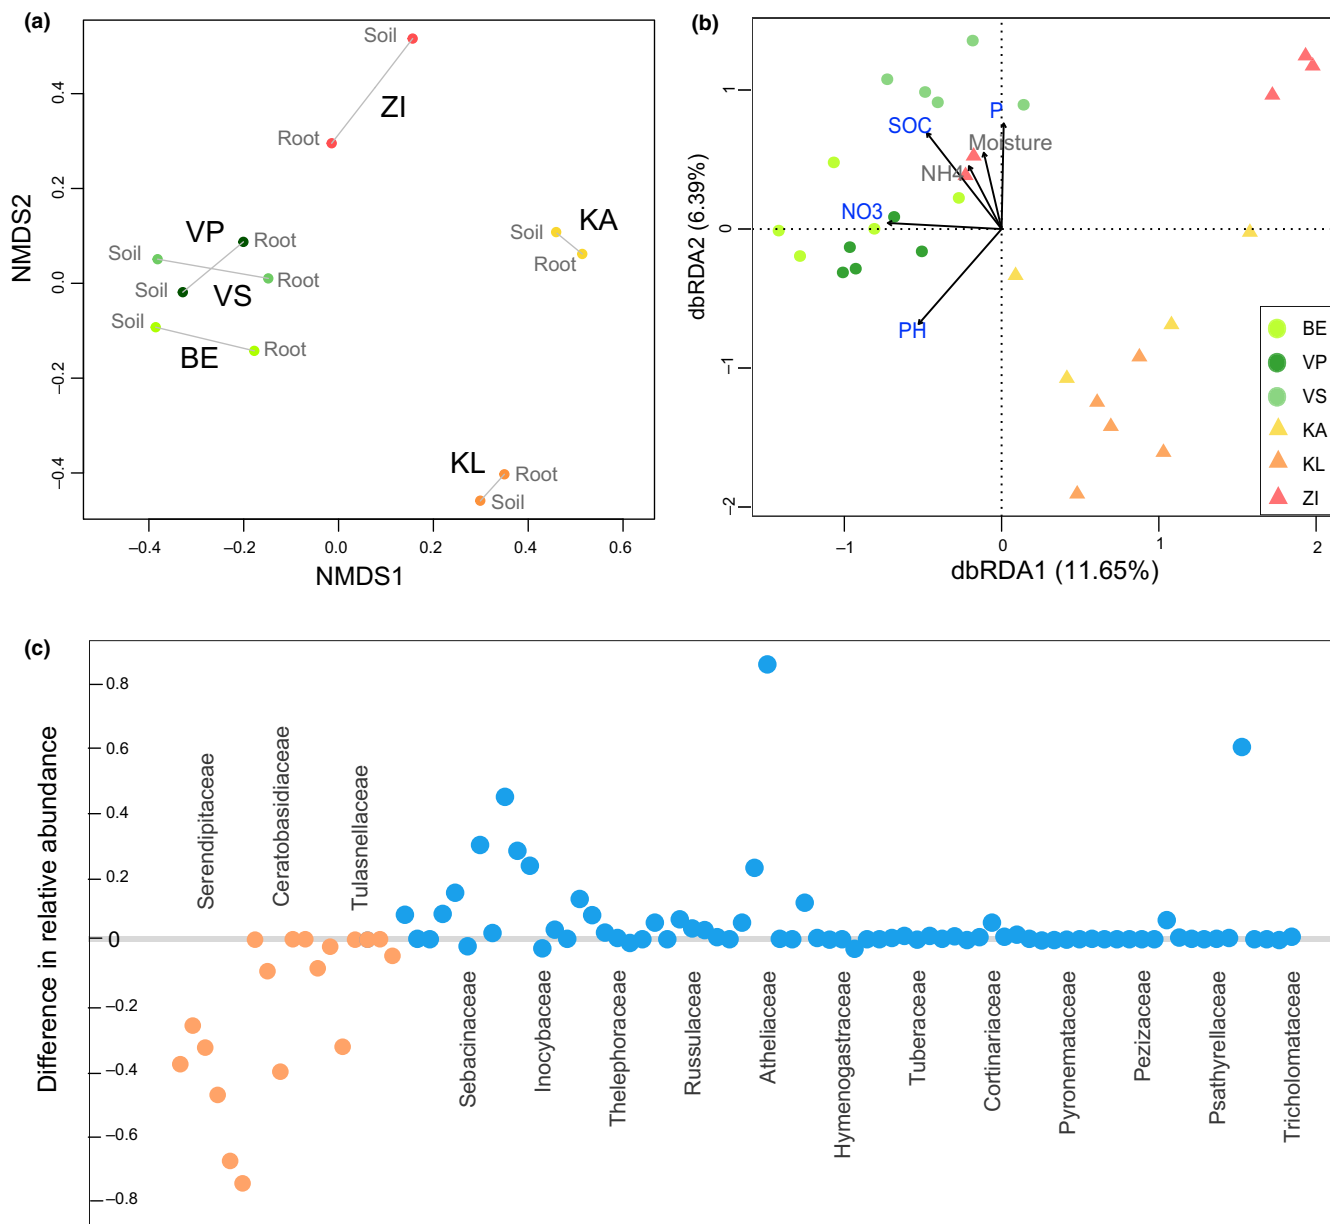 (a)
Soil
ZI
Root
VP
Soil
Root
KA
Soil
Root
Soil
VS
Root
Soil
BE
Root
KL
Root
Soil
NMDS2
0.4
0.2
0.0
−0.2
−0.4
−0.4
−0.2
0.0
0.2
0.4
0.6
NMDS1
(b)
P
SOC
Moisture
NH4
NO3
PH
dbRDA2 (6.39%)
1
0
−1
−2
−1
0
1
2
dbRDA1 (11.65%)
BE
VP
VS
KA
KL
ZI
(c)
Difference in relative abundance
0.8
0.6
0.4
0.2
0
−0.2
−0.4
−0.6
−0.8
Serendipitaceae
Ceratobasidiaceae
Tulasnellaceae
Sebacinaceae
Inocybaceae
Thelephoraceae
Russulaceae
Atheliaceae
Hymenogastraceae
Tuberaceae
Cortinariaceae
Pyronemataceae
Pezizaceae
Psathyrellaceae
Tricholomataceae